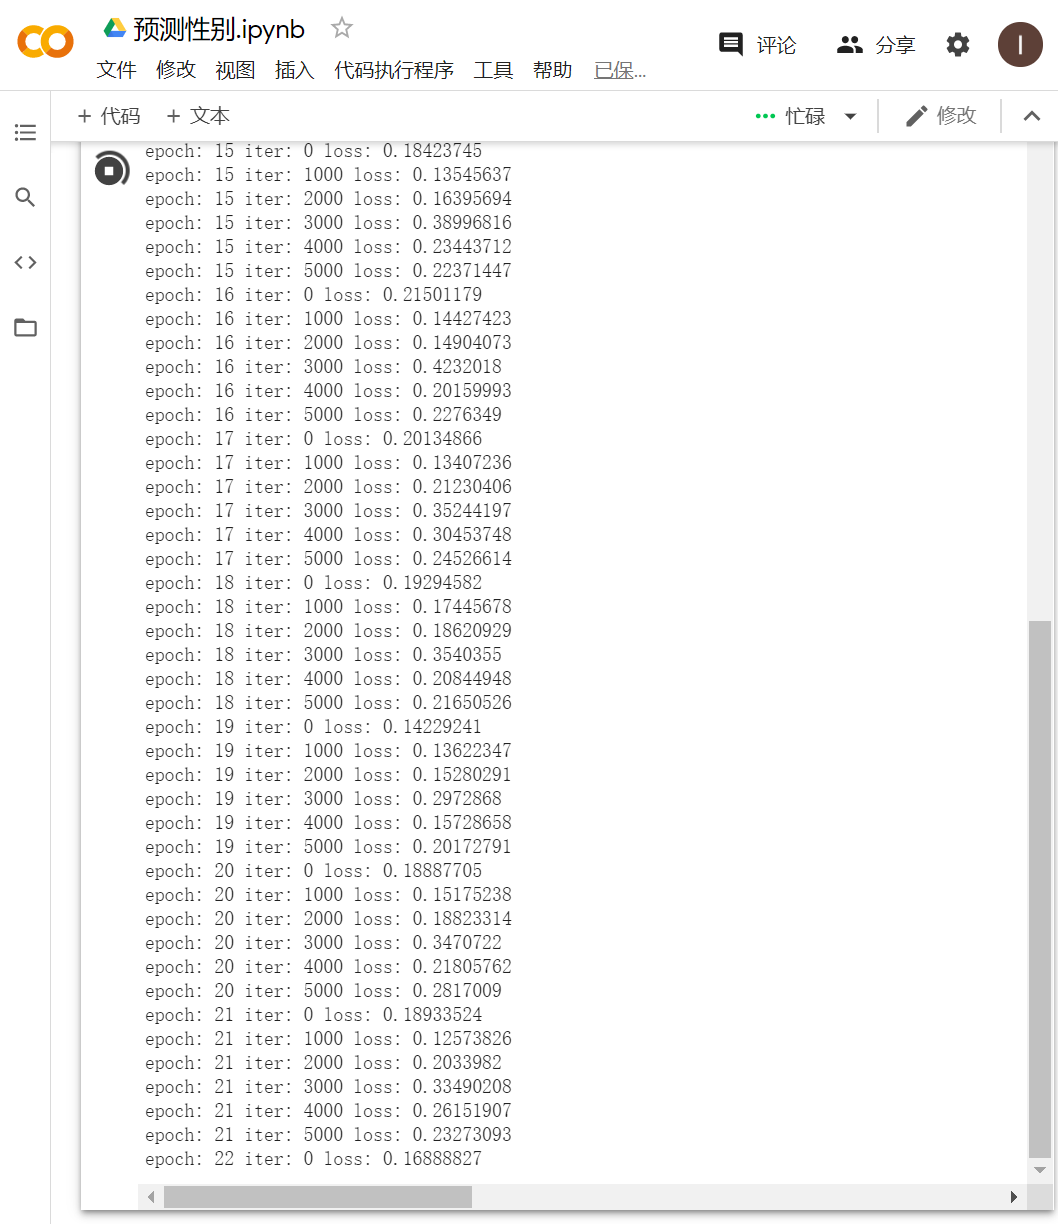 预测性别.ipynb
评论
分享
I
文件 修改 视图 插入 代码执行程序 工具 帮助 已保...
+ 代码 + 文本
忙碌
修改
epoch: 15 iter: 0 loss: 0.18423745
epoch: 15 iter: 1000 loss: 0.13545637
epoch: 15 iter: 2000 loss: 0.16395694
epoch: 15 iter: 3000 loss: 0.38996816
epoch: 15 iter: 4000 loss: 0.23443712
epoch: 15 iter: 5000 loss: 0.22371447
epoch: 16 iter: 0 loss: 0.21501179
epoch: 16 iter: 1000 loss: 0.14427423
epoch: 16 iter: 2000 loss: 0.14904073
epoch: 16 iter: 3000 loss: 0.4232018
epoch: 16 iter: 4000 loss: 0.20159993
epoch: 16 iter: 5000 loss: 0.2276349
epoch: 17 iter: 0 loss: 0.20134866
epoch: 17 iter: 1000 loss: 0.13407236
epoch: 17 iter: 2000 loss: 0.21230406
epoch: 17 iter: 3000 loss: 0.35244197
epoch: 17 iter: 4000 loss: 0.30453748
epoch: 17 iter: 5000 loss: 0.24526614
epoch: 18 iter: 0 loss: 0.19294582
epoch: 18 iter: 1000 loss: 0.17445678
epoch: 18 iter: 2000 loss: 0.18620929
epoch: 18 iter: 3000 loss: 0.3540355
epoch: 18 iter: 4000 loss: 0.20844948
epoch: 18 iter: 5000 loss: 0.21650526
epoch: 19 iter: 0 loss: 0.14229241
epoch: 19 iter: 1000 loss: 0.13622347
epoch: 19 iter: 2000 loss: 0.15280291
epoch: 19 iter: 3000 loss: 0.2972868
epoch: 19 iter: 4000 loss: 0.15728658
epoch: 19 iter: 5000 loss: 0.20172791
epoch: 20 iter: 0 loss: 0.18887705
epoch: 20 iter: 1000 loss: 0.15175238
epoch: 20 iter: 2000 loss: 0.18823314
epoch: 20 iter: 3000 loss: 0.3470722
epoch: 20 iter: 4000 loss: 0.21805762
epoch: 20 iter: 5000 loss: 0.2817009
epoch: 21 iter: 0 loss: 0.18933524
epoch: 21 iter: 1000 loss: 0.12573826
epoch: 21 iter: 2000 loss: 0.2033982
epoch: 21 iter: 3000 loss: 0.33490208
epoch: 21 iter: 4000 loss: 0.26151907
epoch: 21 iter: 5000 loss: 0.23273093
epoch: 22 iter: 0 loss: 0.16888827